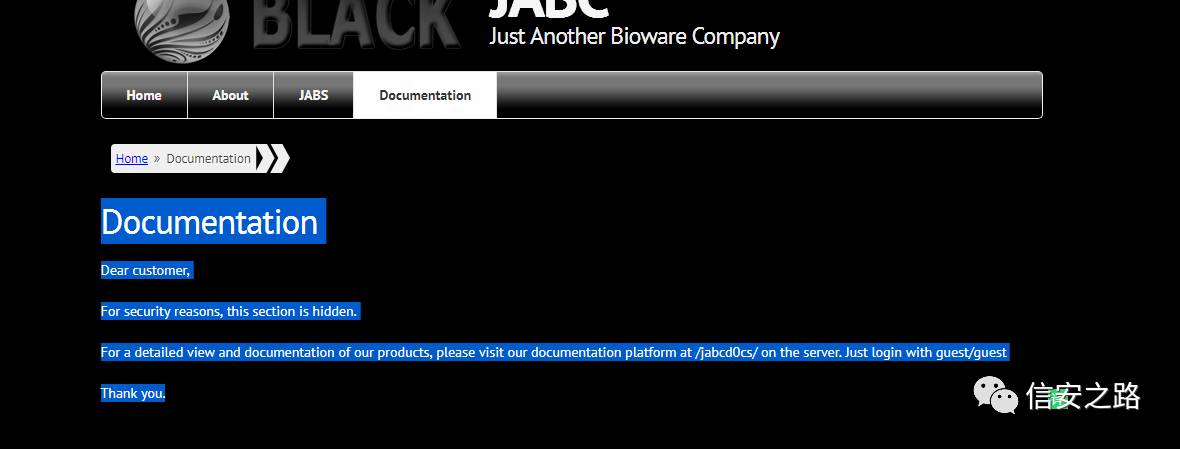 BLACK
JABC
Just Another Bioware Company
Home About JABS Documentation
Home » Documentation
Documentation
Dear customer,
For security reasons, this section is hidden.
For a detailed view and documentation of our products, please visit our documentation platform at /jabcd0cs/ on the server. Just login with guest/guest
Thank you.
信安之路